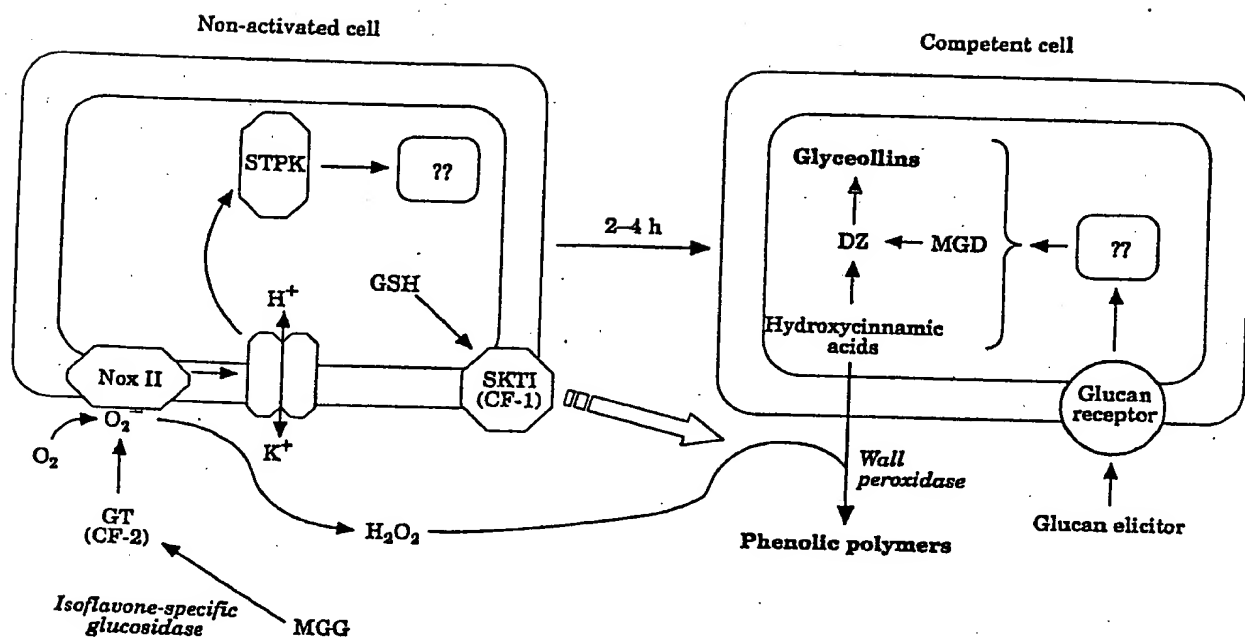 Non-activated cell
STPK
??
GSH
H+
Nox II
SKTI
(CF-1)
O2−
O2
K+
GT
(CF-2)
H2O2
Isoflavone-specific
glucosidase
MGG
2–4 h
Competent cell
Glyceollins
DZ
MGD
??
Hydroxycinnamic
acids
Glucan
receptor
Wall
peroxidase
Glucan elicitor
Phenolic polymers